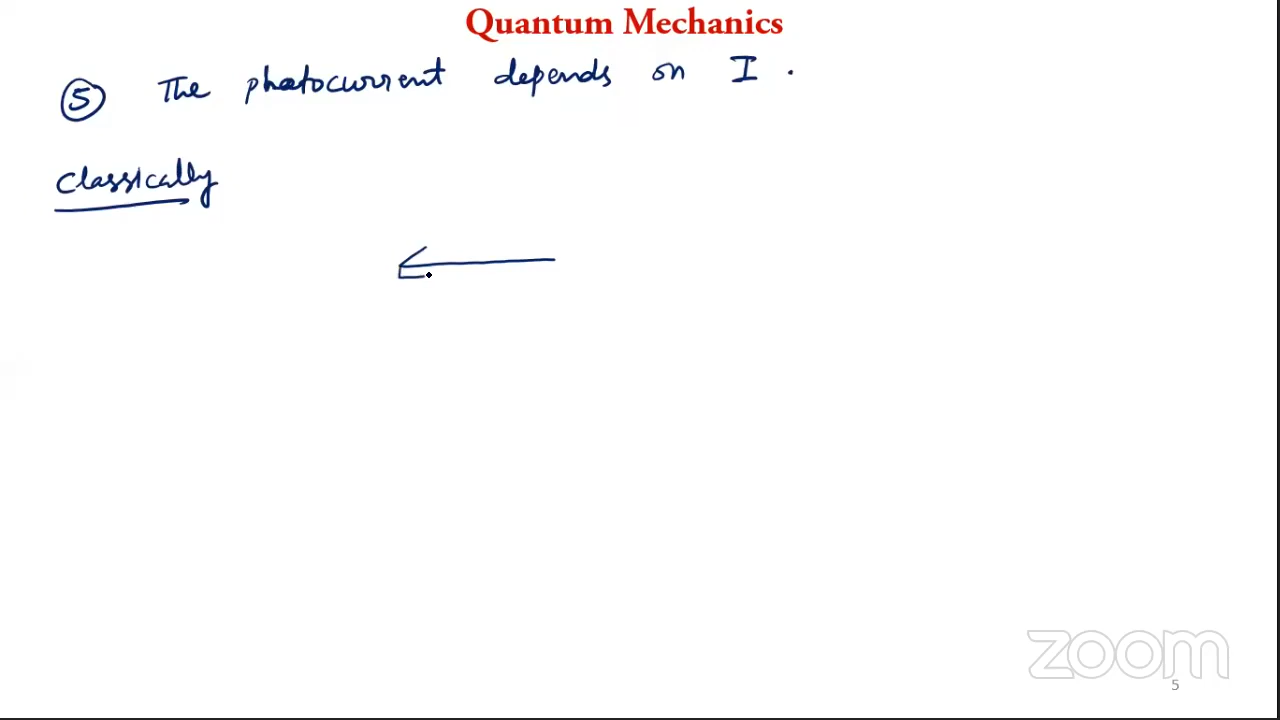 Quantum Mechanics
⑤ The photocurrent depends on I .
Classically
zoom
5